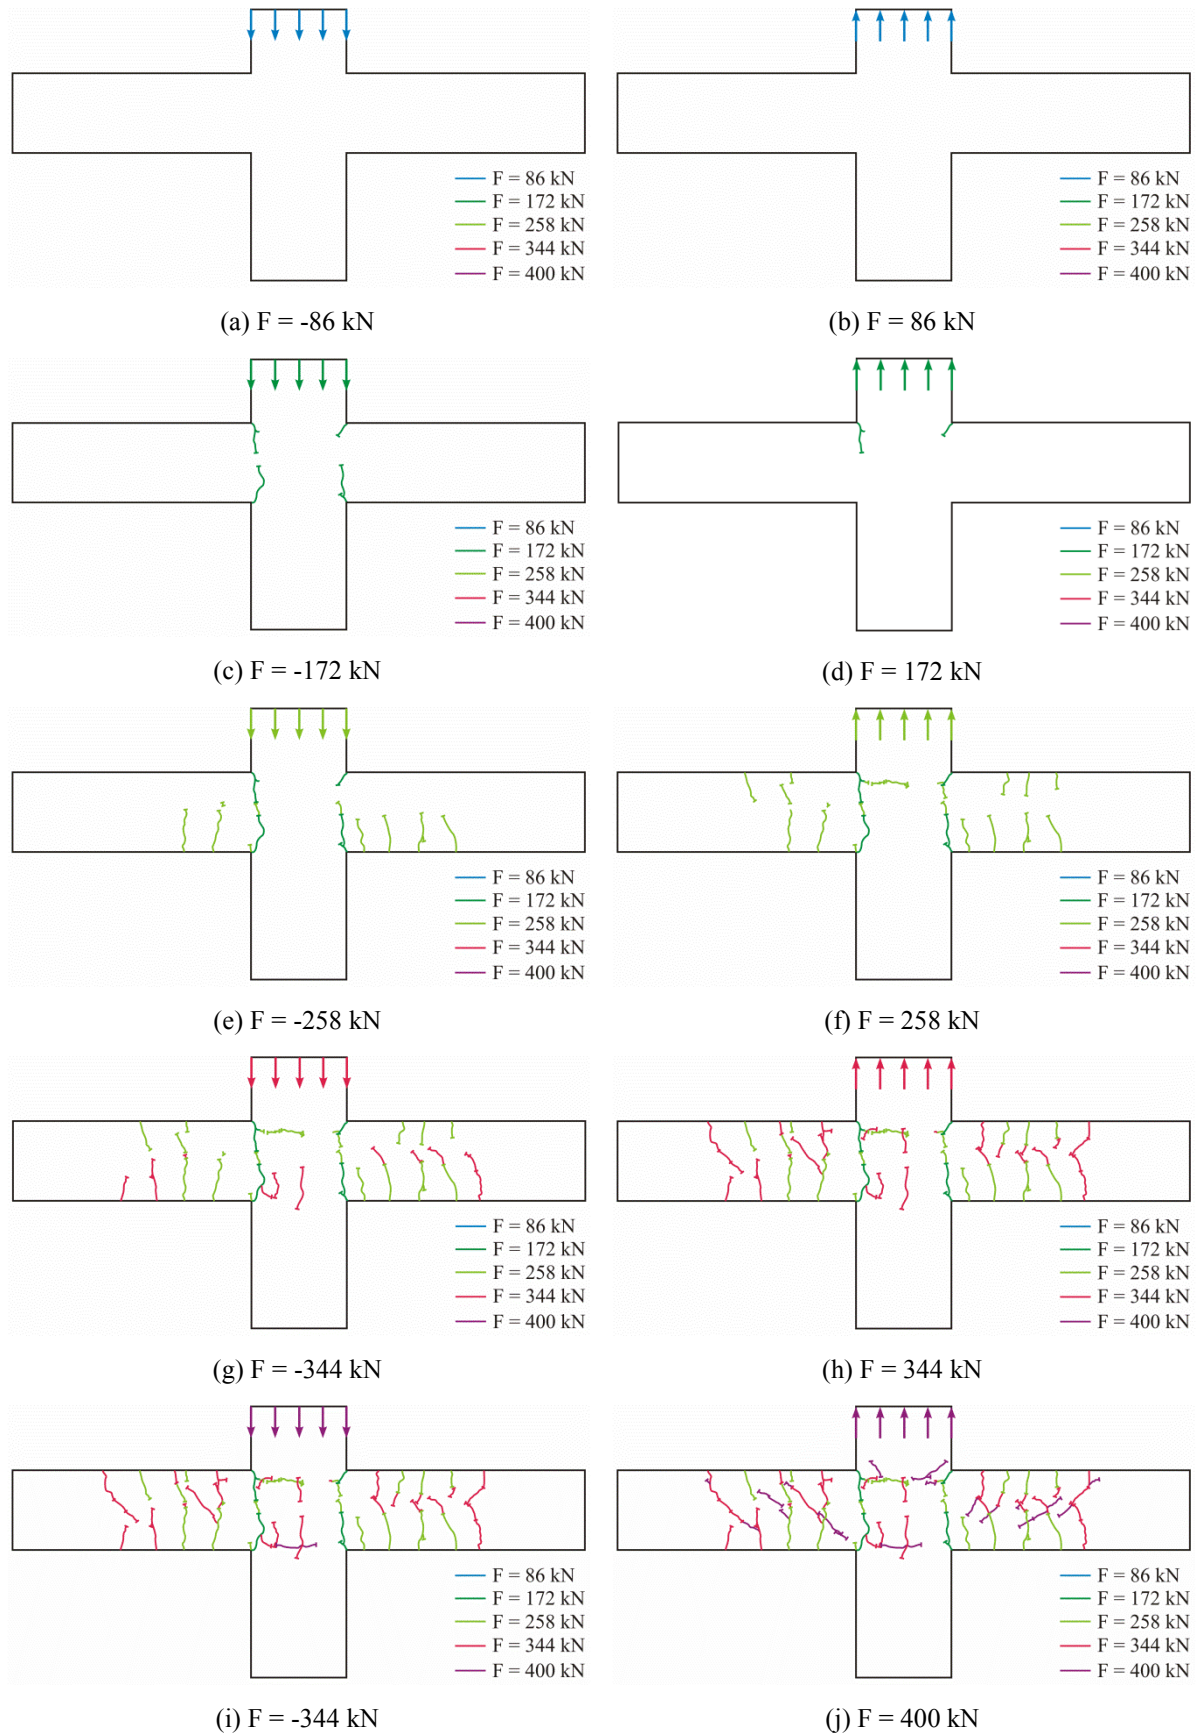 F = 86 kN
F = 172 kN
F = 258 kN
F = 344 kN
F = 400 kN
(a) F = -86 kN
F = 86 kN
F = 172 kN
F = 258 kN
F = 344 kN
F = 400 kN
(b) F = 86 kN
F = 86 kN
F = 172 kN
F = 258 kN
F = 344 kN
F = 400 kN
(c) F = -172 kN
F = 86 kN
F = 172 kN
F = 258 kN
F = 344 kN
F = 400 kN
(d) F = 172 kN
F = 86 kN
F = 172 kN
F = 258 kN
F = 344 kN
F = 400 kN
(e) F = -258 kN
F = 86 kN
F = 172 kN
F = 258 kN
F = 344 kN
F = 400 kN
(f) F = 258 kN
F = 86 kN
F = 172 kN
F = 258 kN
F = 344 kN
F = 400 kN
(g) F = -344 kN
F = 86 kN
F = 172 kN
F = 258 kN
F = 344 kN
F = 400 kN
(h) F = 344 kN
F = 86 kN
F = 172 kN
F = 258 kN
F = 344 kN
F = 400 kN
(i) F = -344 kN
F = 86 kN
F = 172 kN
F = 258 kN
F = 344 kN
F = 400 kN
(j) F = 400 kN